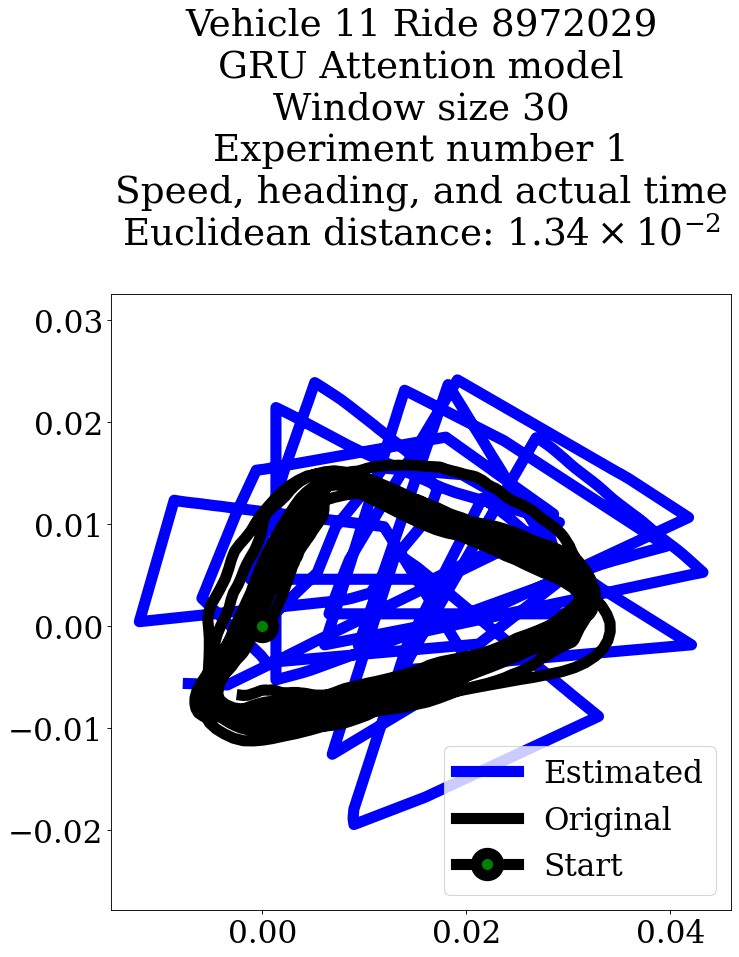 Vehicle 11 Ride 8972029
GRU Attention model
Window size 30
Experiment number 1
Speed, heading, and actual time
Euclidean distance: 1.34 × 10⁻²
0.03
0.02
0.01
0.00
−0.01
−0.02
Estimated
Original
Start
0.00 0.02 0.04